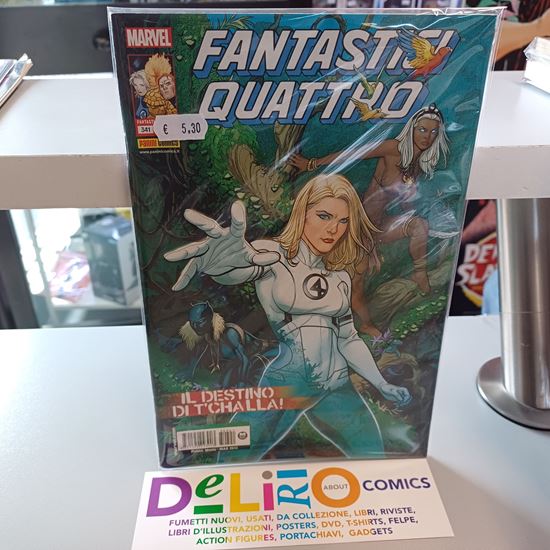 MARVEL
FANTASTICI
QUATTRO
341
€ 5,30
PANINI COMICS
IL DESTINO
DI T'CHALLA!
4
DeLiRiO
ABOUT
COMICS
FUMETTI NUOVI, USATI, DA COLLEZIONE, LIBRI, RIVISTE,
LIBRI D'ILLUSTRAZIONI, POSTERS, DVD, T-SHIRTS, FELPE,
ACTION FIGURES, PORTACHIAVI, GADGETS